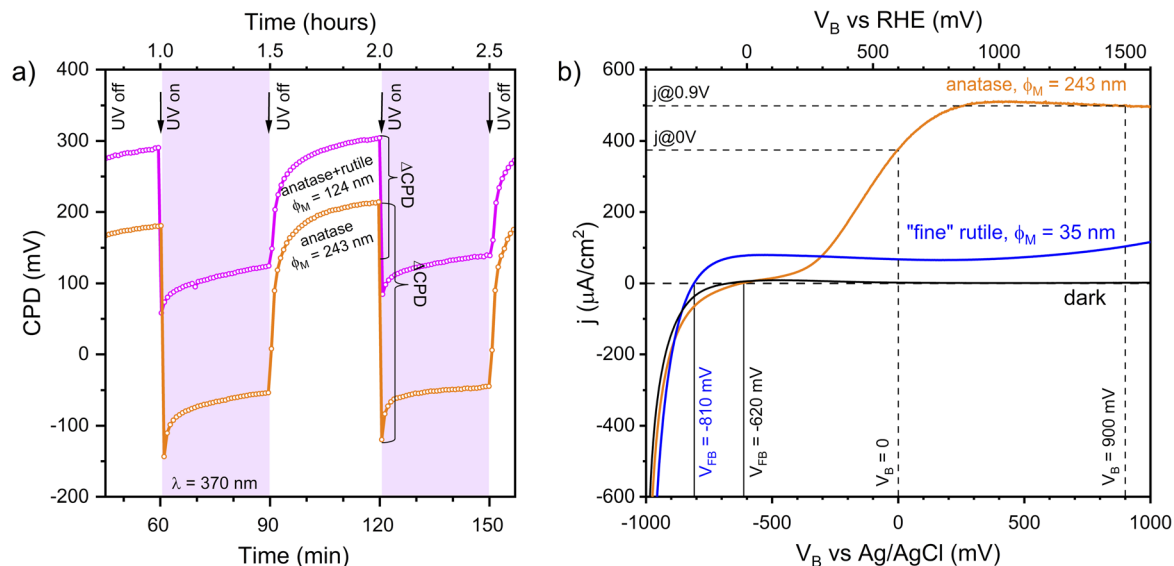 a)
Time (hours)
1.0 1.5 2.0 2.5
400
300
200
100
0
-100
-200
CPD (mV)
UV off
UV on
UV off
UV on
UV off
anatase+rutile
ϕM = 124 nm
anatase
ϕM = 243 nm
ΔCPD
ΔCPD
λ = 370 nm
60 90 120 150
Time (min)
b)
VB vs RHE (mV)
0 500 1000 1500
600
400
200
0
-200
-400
-600
j (μA/cm²)
j@0.9V
j@0V
anatase, ϕM = 243 nm
"fine" rutile, ϕM = 35 nm
dark
VFB = -810 mV
VFB = -620 mV
VB = 0
VB = 900 mV
-1000 -500 0 500 1000
VB vs Ag/AgCl (mV)